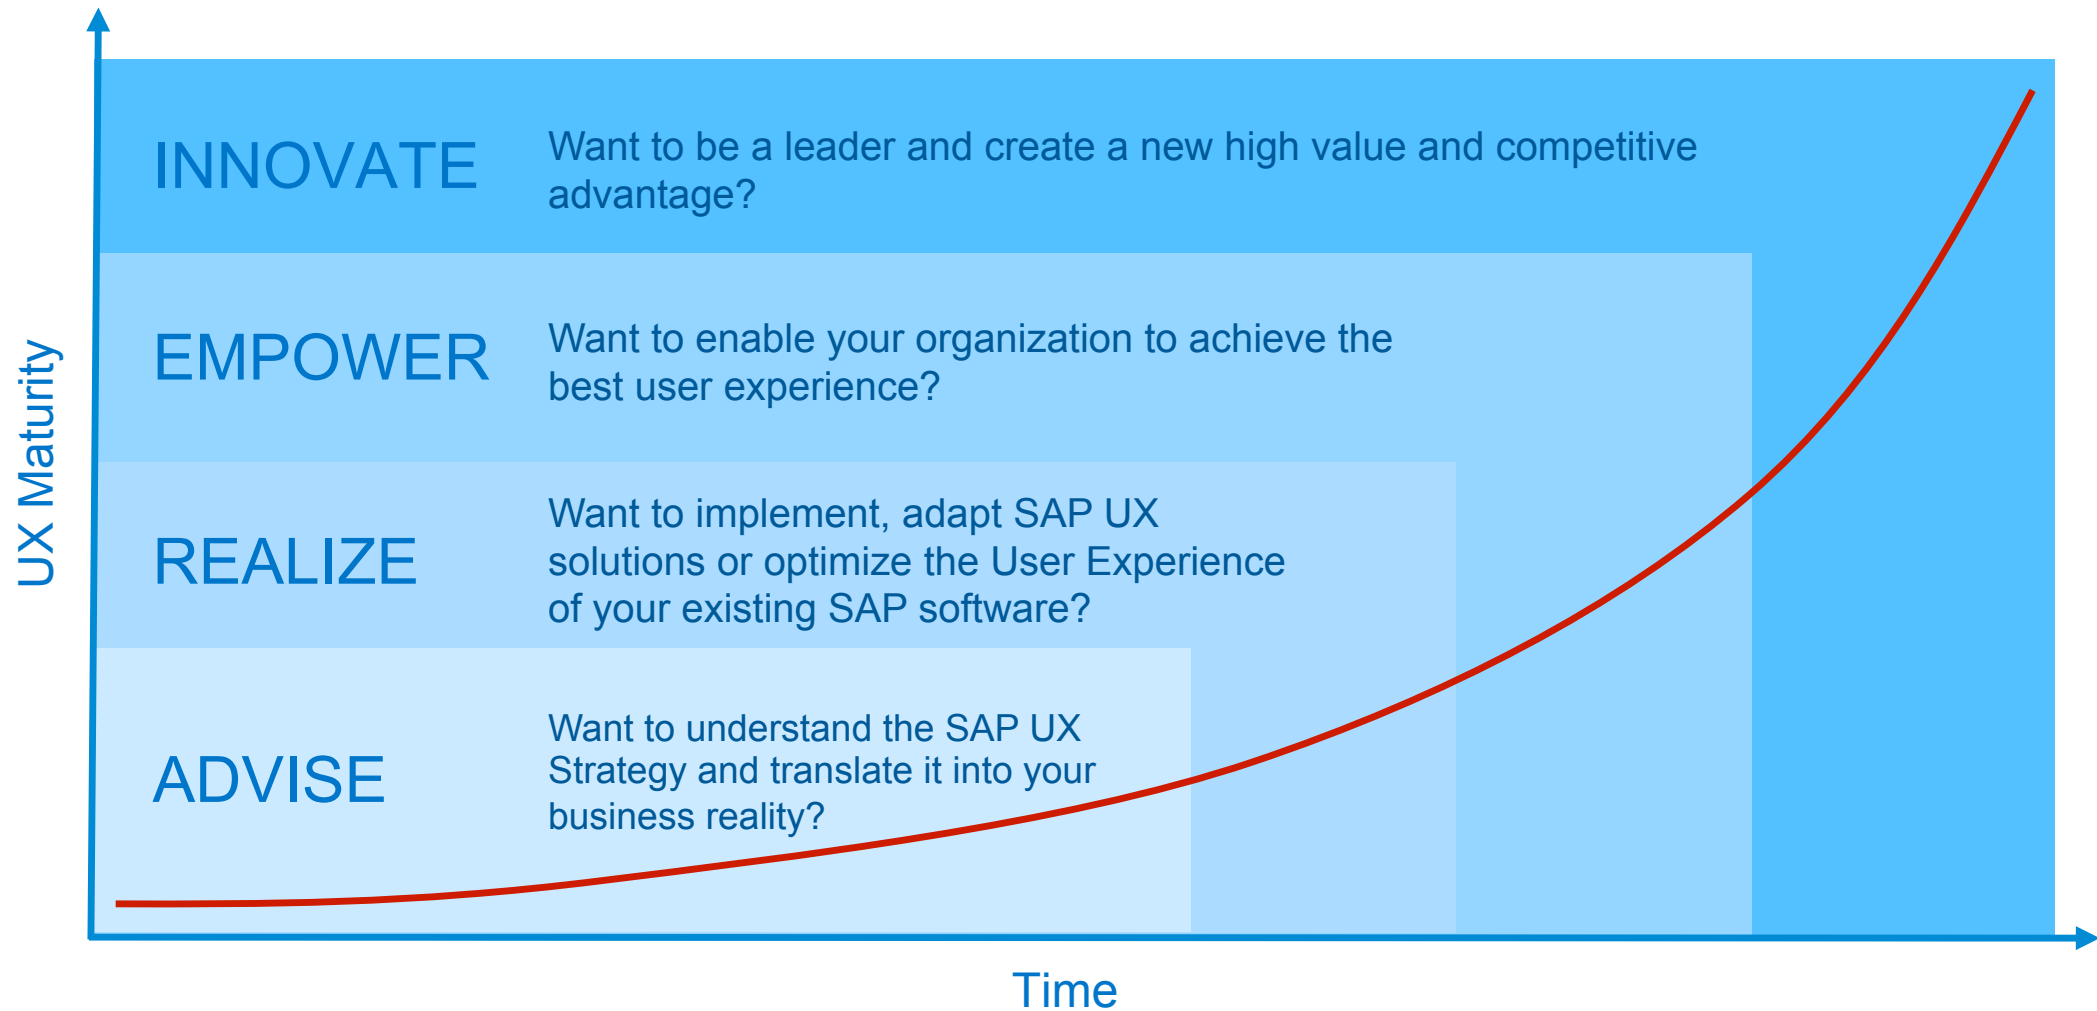 INNOVATE
Want to be a leader and create a new high value and competitive
advantage?
EMPOWER
Want to enable your organization to achieve the
best user experience?
REALIZE
Want to implement, adapt SAP UX
solutions or optimize the User Experience
of your existing SAP software?
ADVISE
Want to understand the SAP UX
Strategy and translate it into your
business reality?
UX Maturity
Time